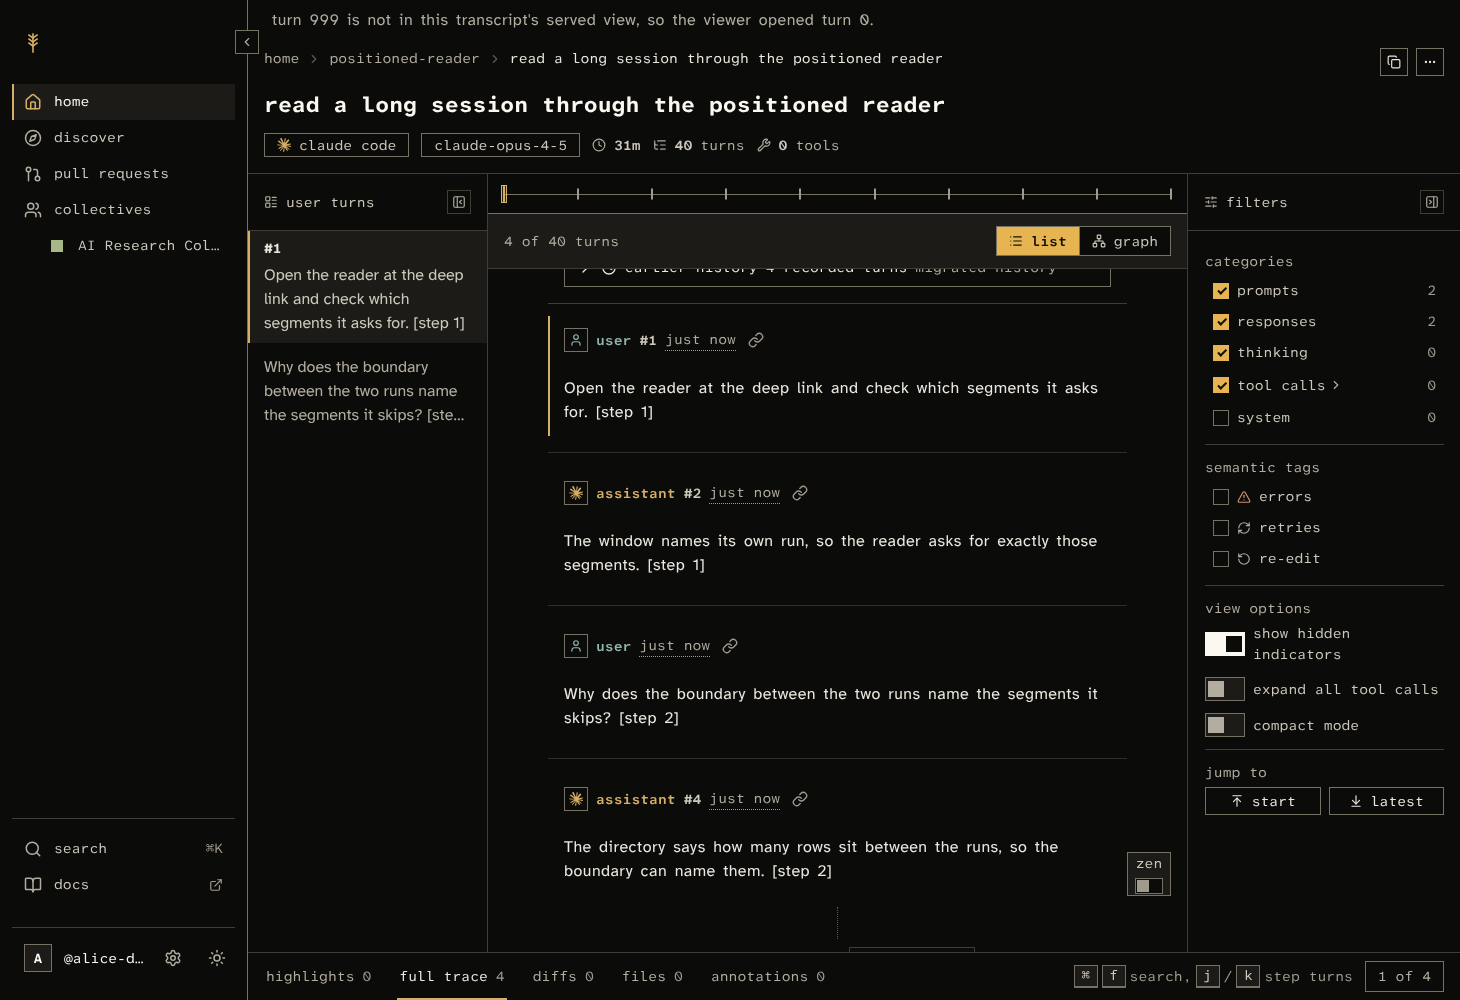 turn 999 is not in this transcript's served view, so the viewer opened turn 0.
home > positioned-reader > read a long session through the positioned reader
read a long session through the positioned reader
claude code
claude-opus-4-5
31m
40 turns
0 tools
home
discover
pull requests
collectives
AI Research Col…
search ⌘K
docs
A @alice-d…
user turns
#1
Open the reader at the deep
link and check which
segments it asks for. [step 1]
Why does the boundary
between the two runs name
the segments it skips? [ste…
4 of 40 turns
list
graph
earlier history 4 recorded turns migrated history
user #1 just now
Open the reader at the deep link and check which segments it asks
for. [step 1]
assistant #2 just now
The window names its own run, so the reader asks for exactly those
segments. [step 1]
user just now
Why does the boundary between the two runs name the segments it
skips? [step 2]
assistant #4 just now
The directory says how many rows sit between the runs, so the
boundary can name them. [step 2]
zen
filters
categories
prompts 2
responses 2
thinking 0
tool calls > 0
system 0
semantic tags
errors
retries
re-edit
view options
show hidden
indicators
expand all tool calls
compact mode
jump to
start
latest
highlights 0
full trace 4
diffs 0
files 0
annotations 0
⌘ f search, j / k step turns
1 of 4